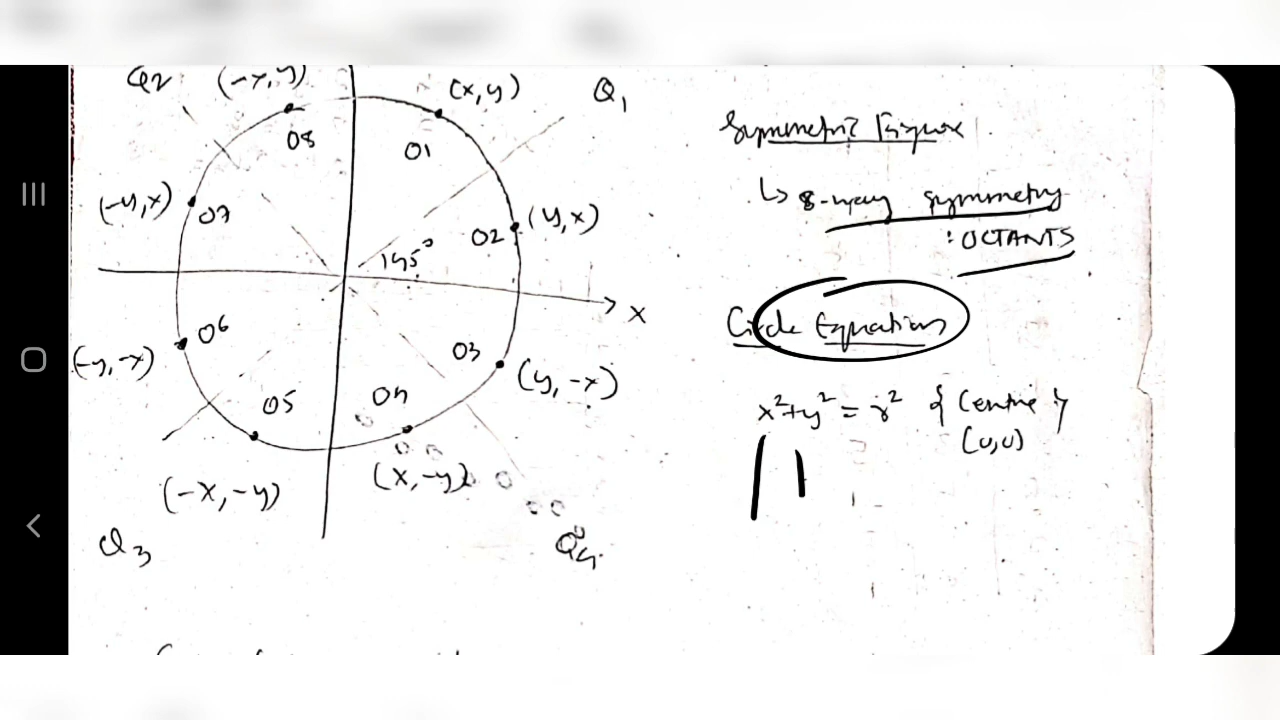 Q2 (-x, y) (x, y) Q1
08 01
(-y, x) 07 02 (y, x)
45°
x
06 03
(-y, -x) (y, -x)
05 04
(-x, -y) (x, -y)
Q3 Q4
Symmetric Figure
↳ 8-way symmetry
: OCTANTS
Circle Equation
x²+y² = r² { Centre }
(0,0)